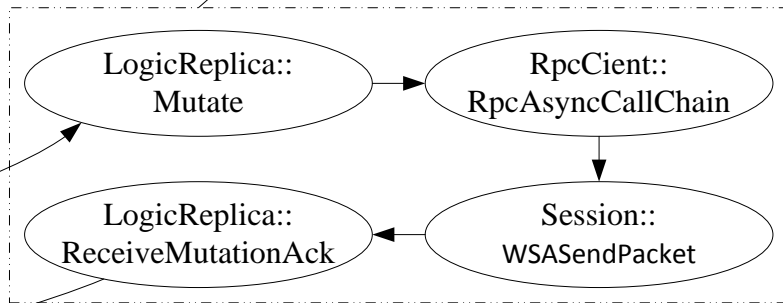 LogicReplica::
Mutate
RpcCient::
RpcAsyncCallChain
LogicReplica::
ReceiveMutationAck
Session::
WSASendPacket